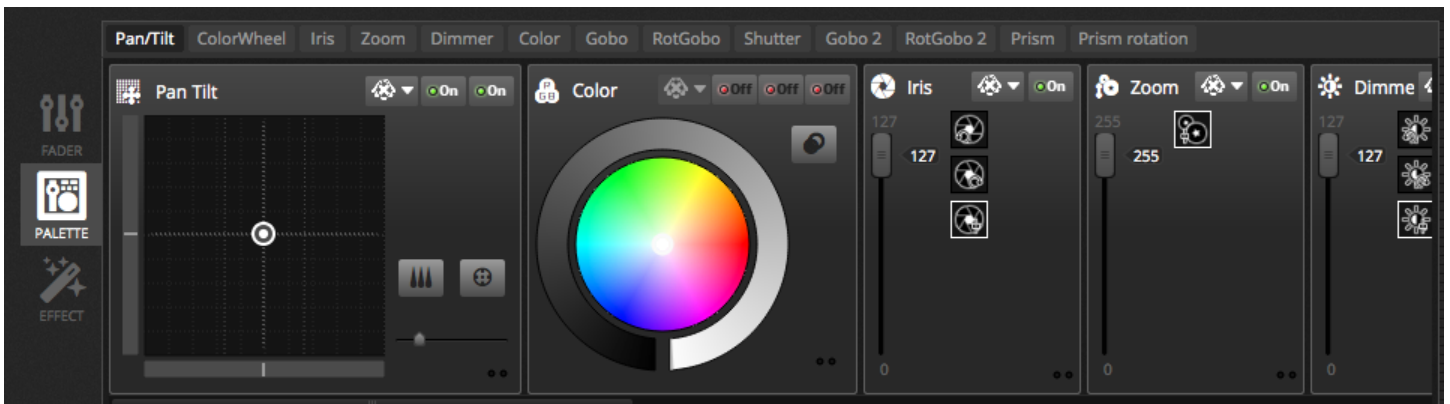 Pan/Tilt ColorWheel Iris Zoom Dimmer Color Gobo RotGobo Shutter Gobo 2 RotGobo 2 Prism Prism rotation
FADER
PALETTE
EFFECT
Pan Tilt On On
R G B Color Off Off Off
Iris On
127
127
0
Zoom On
255
255
0
Dimme
127
127
0